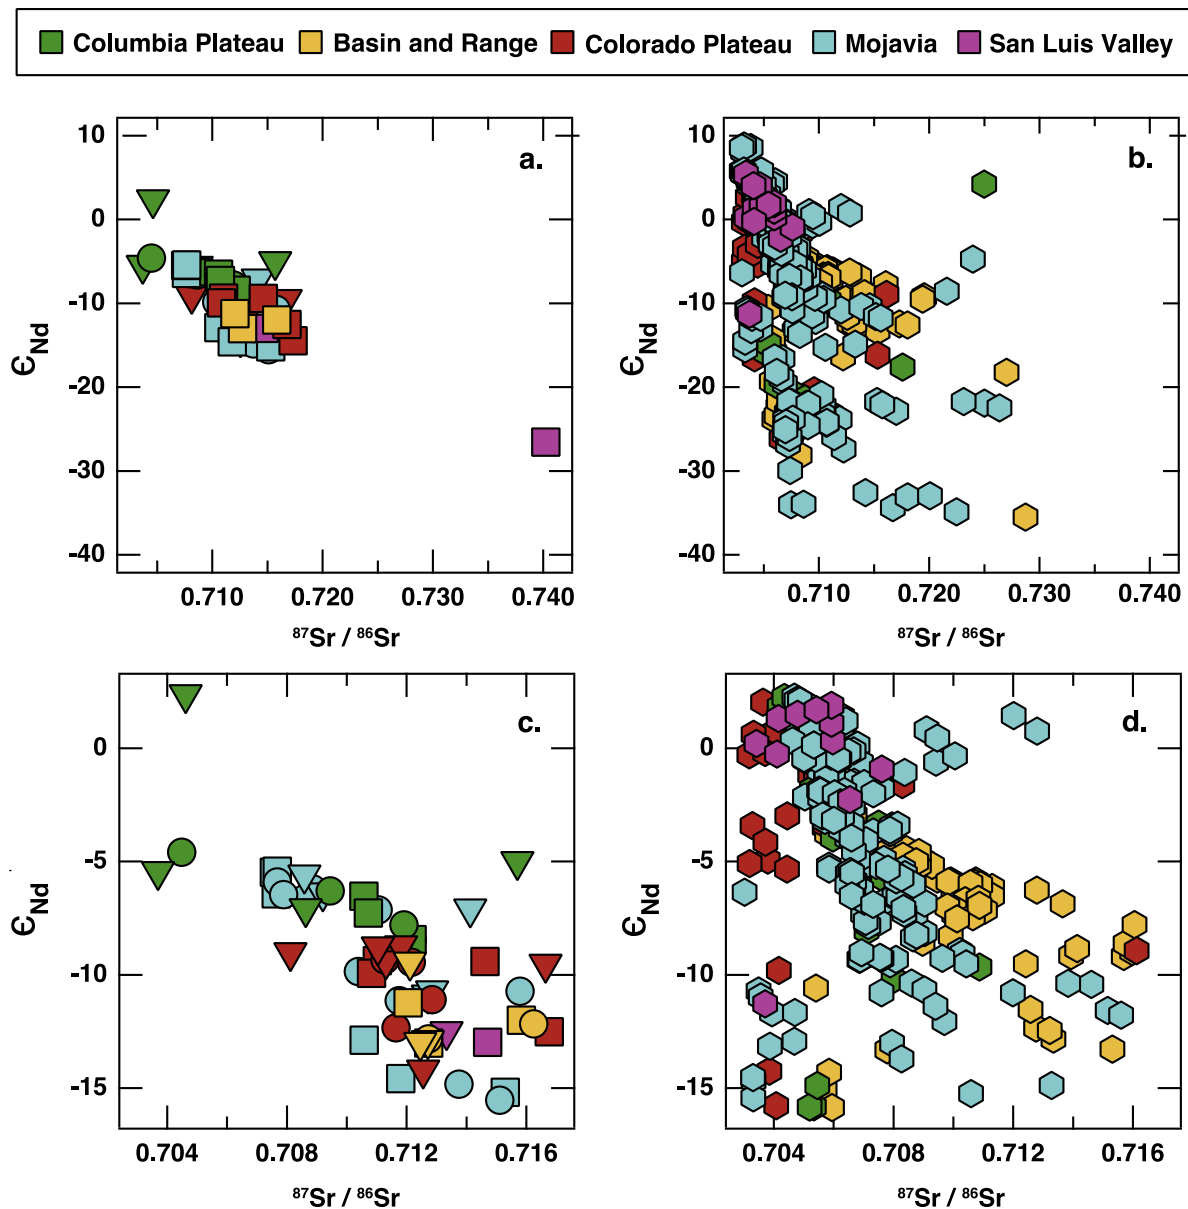 Columbia Plateau Basin and Range Colorado Plateau Mojavia San Luis Valley
a.
10
0
-10
-20
-30
-40
ϵNd
0.710 0.720 0.730 0.740
87Sr / 86Sr
b.
10
0
-10
-20
-30
-40
ϵNd
0.710 0.720 0.730 0.740
87Sr / 86Sr
c.
0
-5
-10
-15
ϵNd
0.704 0.708 0.712 0.716
87Sr / 86Sr
d.
0
-5
-10
-15
ϵNd
0.704 0.708 0.712 0.716
87Sr / 86Sr